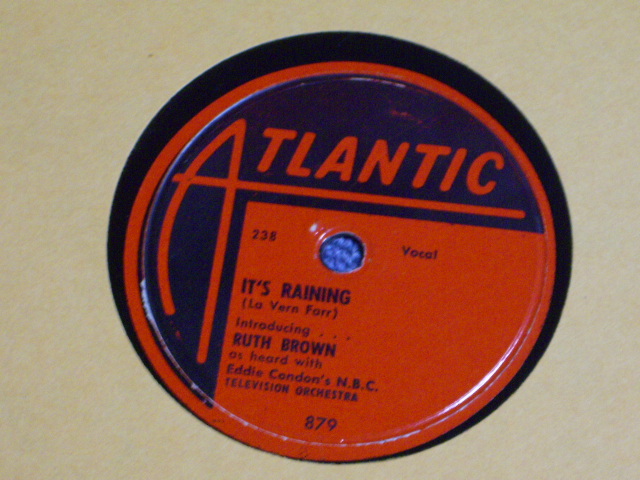 ATLANTIC
238 Vocal
IT'S RAINING
(La Vern Farr)
Introducing . . .
RUTH BROWN
as heard with
Eddie Condon's N.B.C.
TELEVISION ORCHESTRA
879